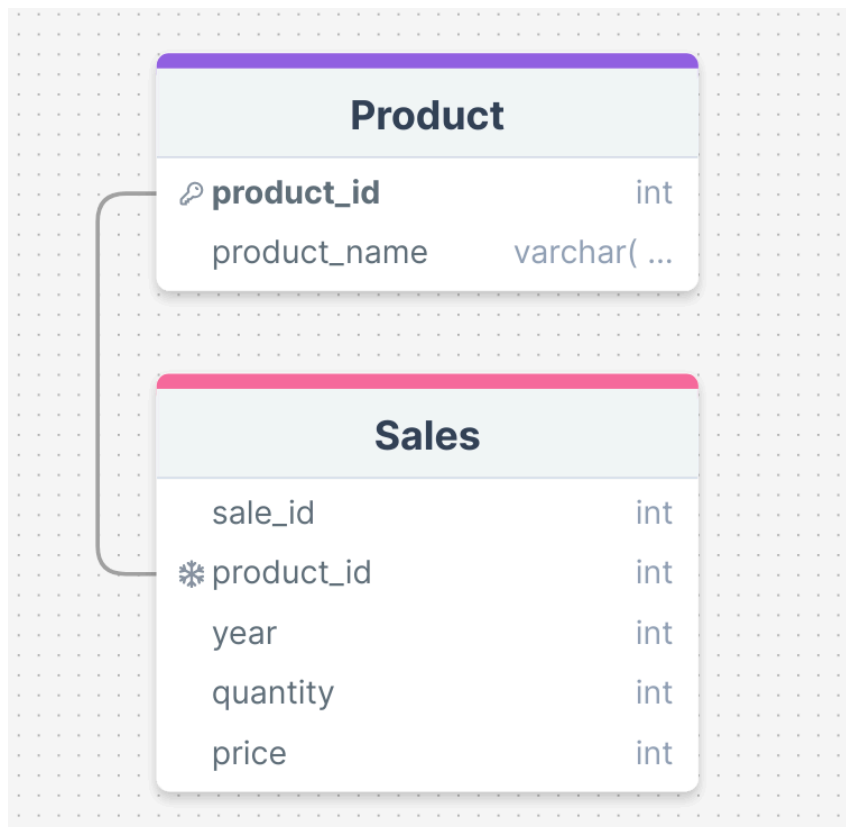 Product
product_id int
product_name varchar( ...
Sales
sale_id int
product_id int
year int
quantity int
price int